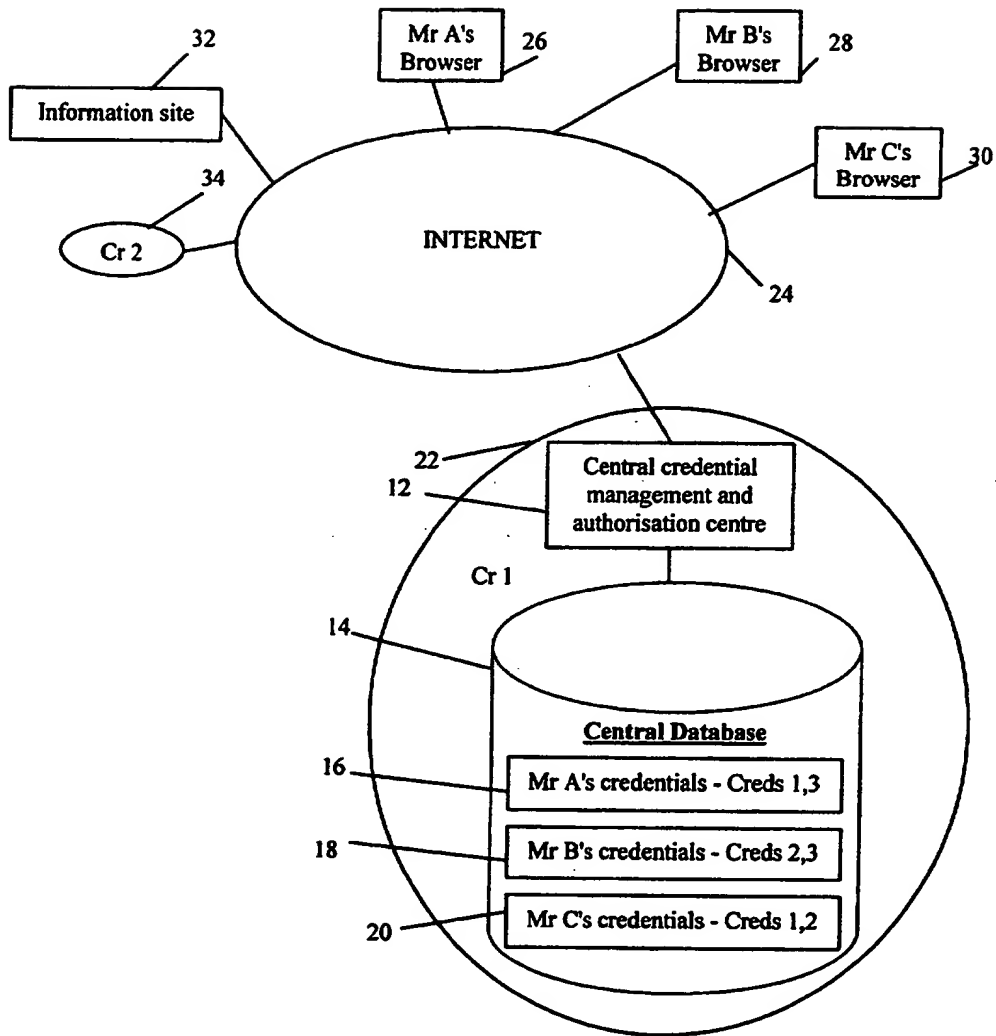 32
Mr A's
Browser
26
Mr B's
Browser
28
Information site
Mr C's
Browser
30
34
Cr 2
INTERNET
24
22
12
Central credential
management and
authorisation centre
Cr 1
14
Central Database
16
Mr A's credentials - Creds 1,3
18
Mr B's credentials - Creds 2,3
20
Mr C's credentials - Creds 1,2